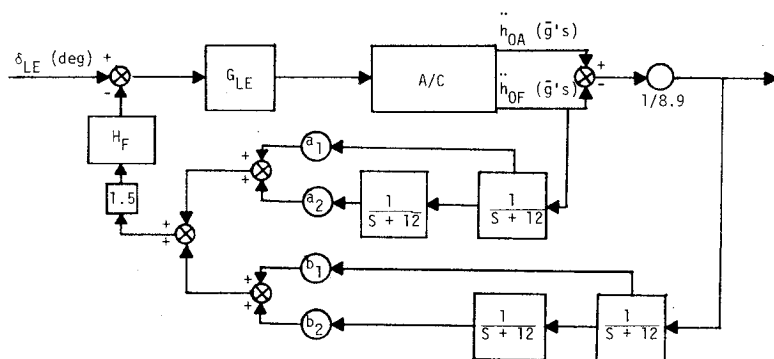 ḧOA (ḡ's)
δLE (deg)
+
-
GLE
A/C
+
-
ḧOF (ḡ's)
1/8.9
HF
a1
+
+
1.5
a2
1
S + 12
1
S + 12
+
+
b1
+
+
b2
1
S + 12
1
S + 12